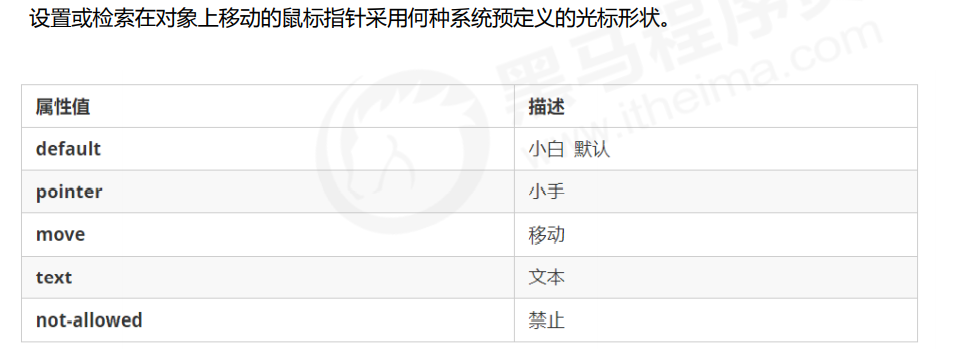 设置或检索在对象上移动的鼠标指针采用何种系统预定义的光标形状。
黑马程序员
www.itheima.com
属性值 描述
default 小白 默认
pointer 小手
move 移动
text 文本
not-allowed 禁止